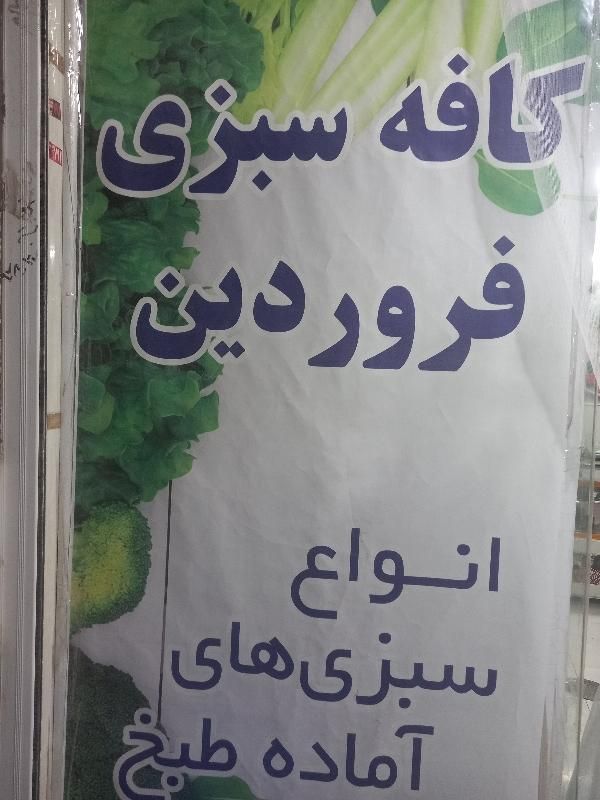 کافه سبزی
فروردین
انواع
سبزی‌های
آماده طبخ